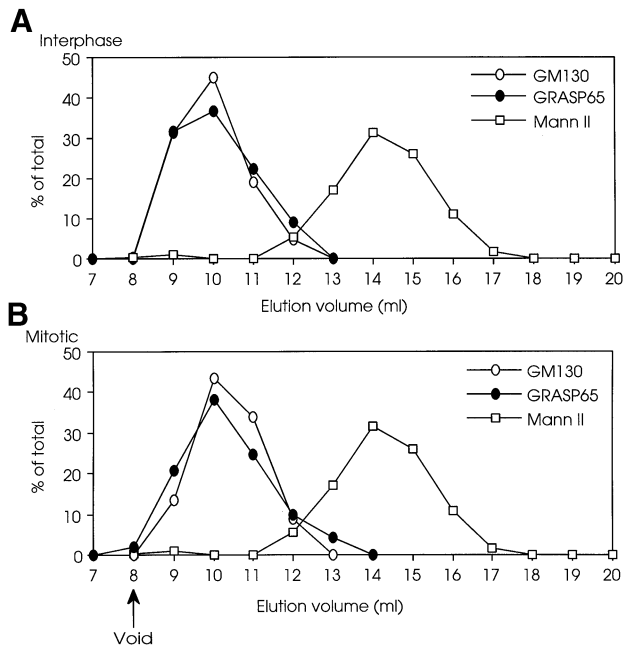 A
Interphase
50
40
30
20
10
0
% of total
GM130
GRASP65
Mann II
7 8 9 10 11 12 13 14 15 16 17 18 19 20
Elution volume (ml)
B
Mitotic
50
40
30
20
10
0
% of total
GM130
GRASP65
Mann II
7 8 9 10 11 12 13 14 15 16 17 18 19 20
Elution volume (ml)
Void